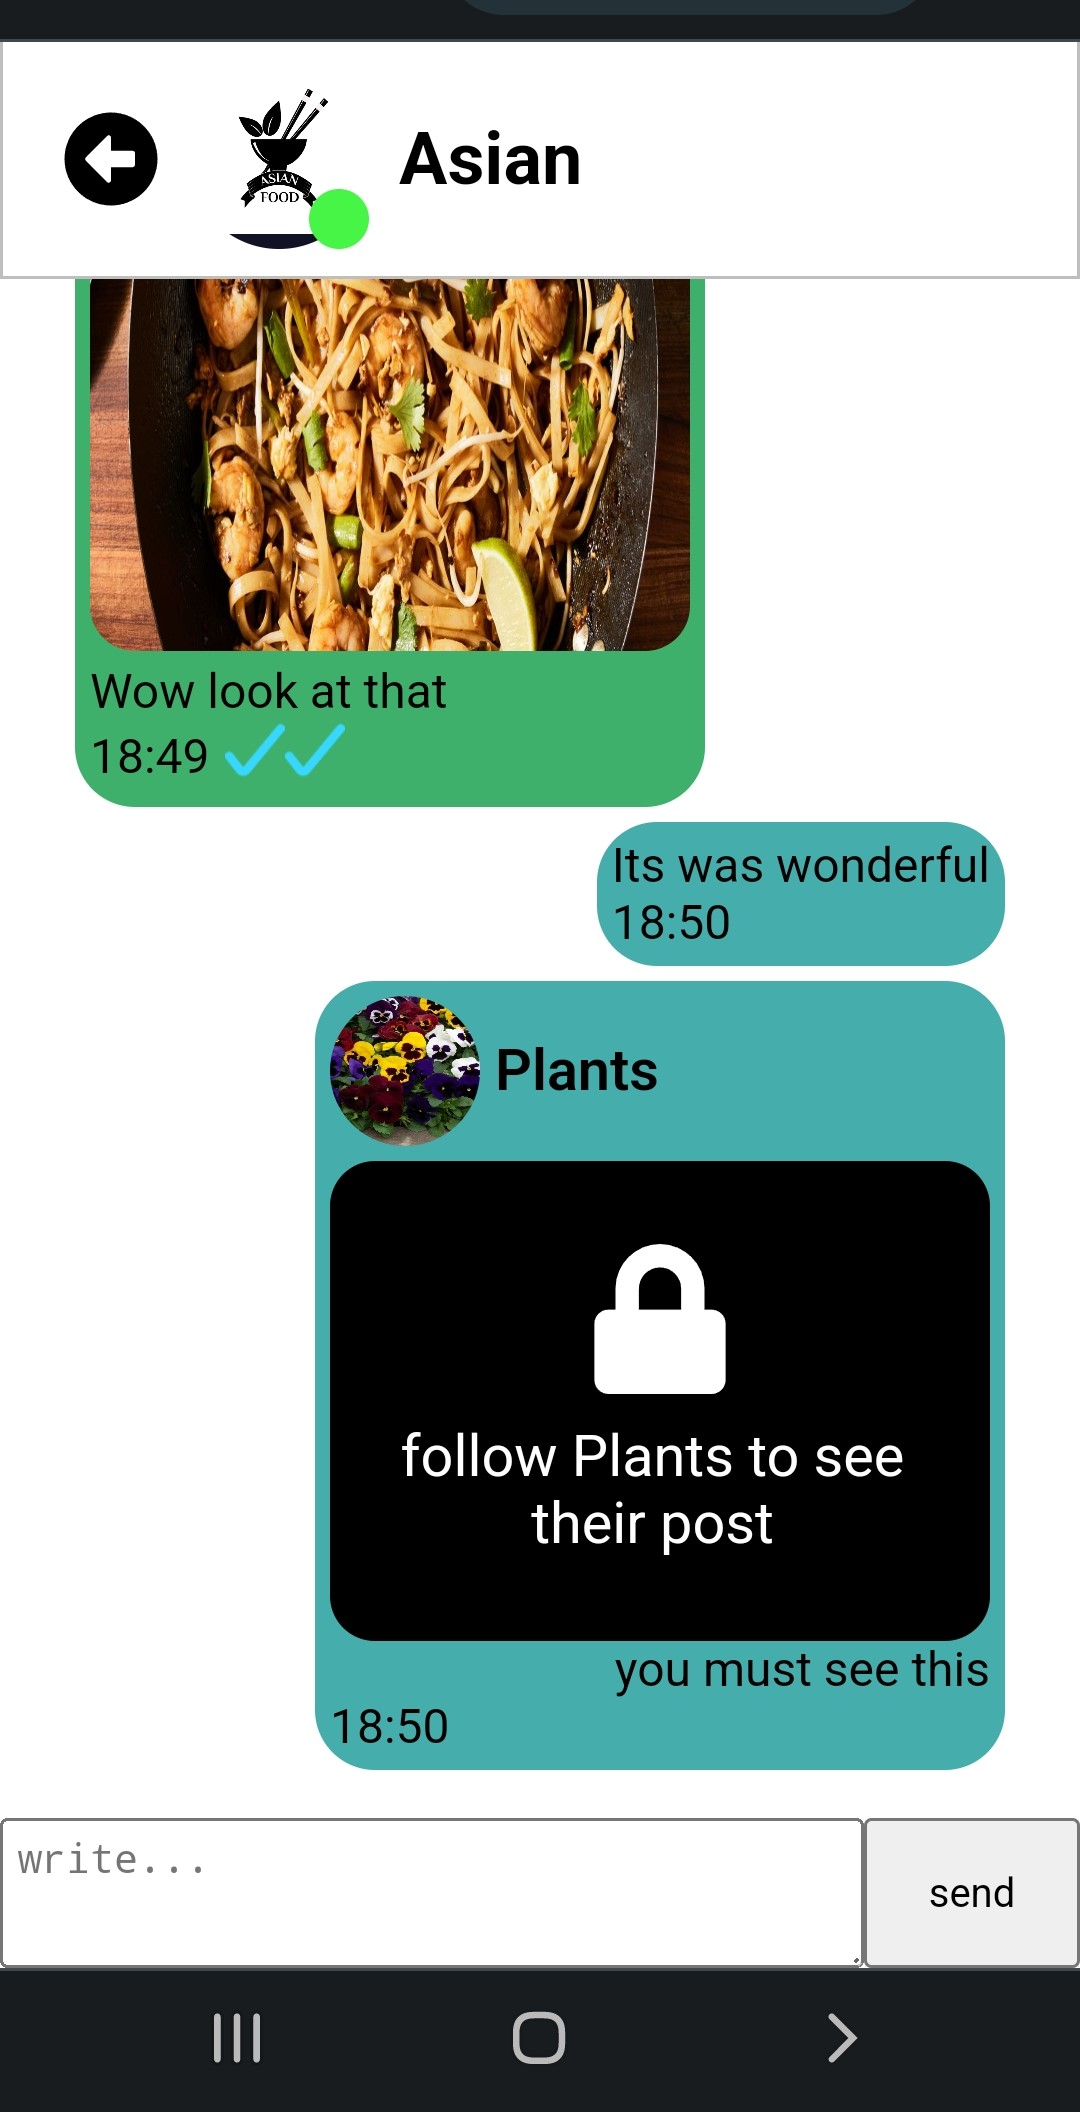 ASIAN
FOOD
Asian
Wow look at that
18:49
Its was wonderful
18:50
Plants
follow Plants to see
their post
you must see this
18:50
write...
send